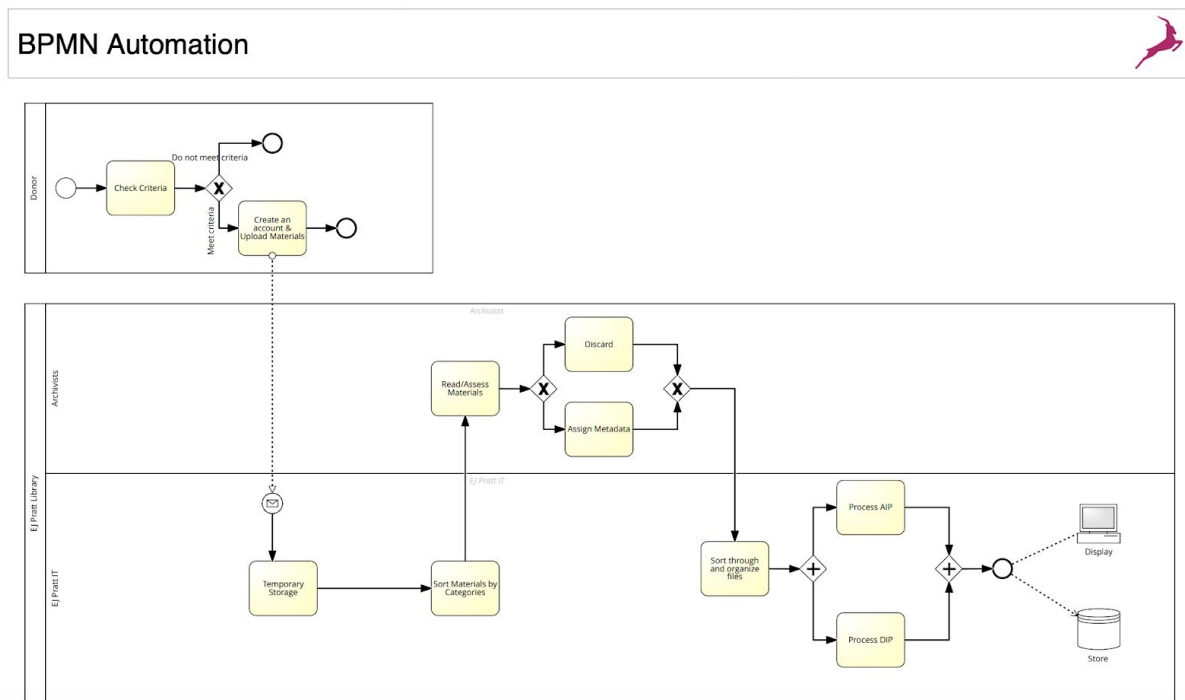 BPMN Automation
Donor
Check Criteria
Do not meet criteria
Meet criteria
Create an
account &
Upload Materials
EJ Pratt Library
Archivists
Archivists
Read/Assess
Materials
X
Discard
Assign Metadata
X
EJ Pratt IT
EJ Pratt IT
Temporary
Storage
Sort Materials by
Categories
Sort through
and organize
files
Process AIP
Process DIP
Display
Store